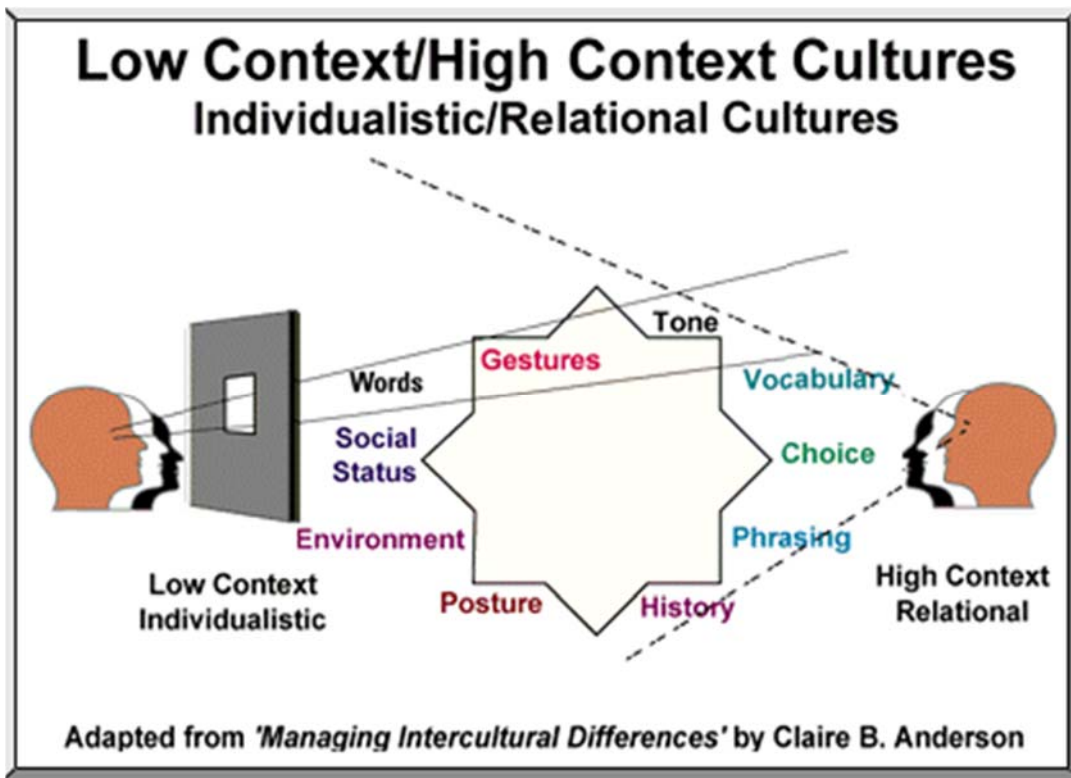 Low Context/High Context Cultures
Individualistic/Relational Cultures
Tone
Gestures
Words
Vocabulary
Social
Status
Choice
Environment
Phrasing
Low Context
Individualistic
Posture
History
High Context
Relational
Adapted from 'Managing Intercultural Differences' by Claire B. Anderson